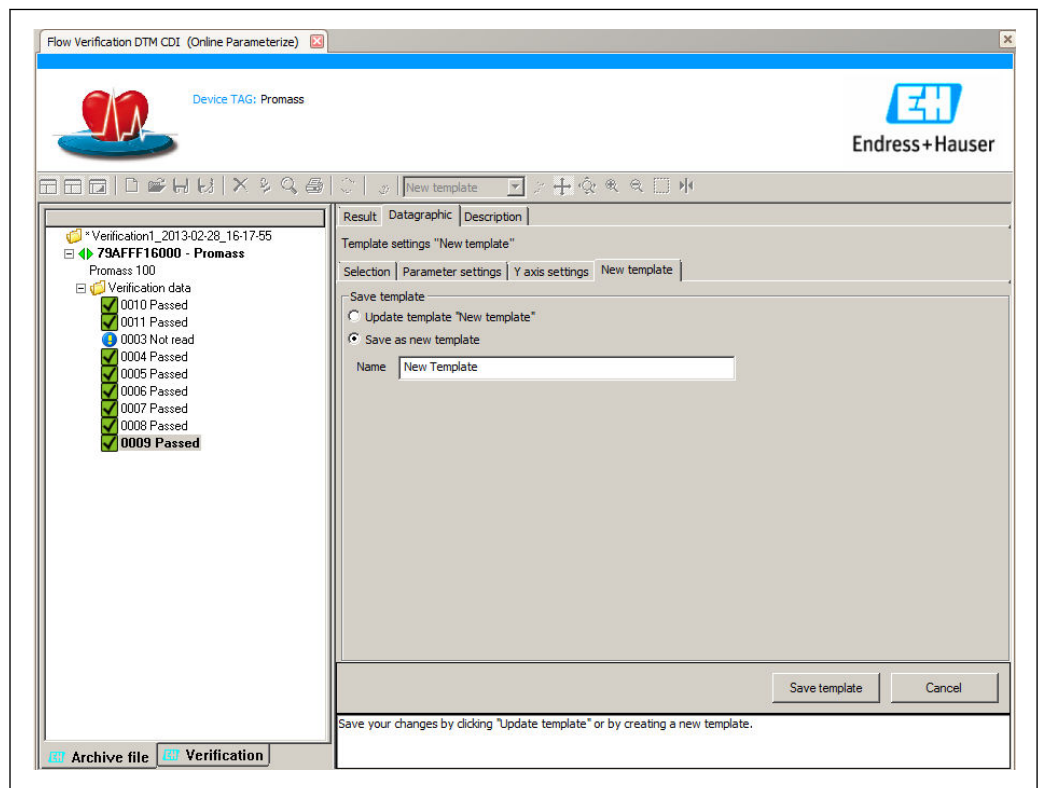 Flow Verification DTM CDI (Online Parameterize)
Device TAG: Promass
EH
Endress+Hauser
New template
Result Datagraphic Description
*Verification1_2013-02-28_16-17-55
79AFFF16000 - Promass
Promass 100
Verification data
0010 Passed
0011 Passed
0003 Not read
0004 Passed
0005 Passed
0006 Passed
0007 Passed
0008 Passed
0009 Passed
Template settings "New template"
Selection Parameter settings Y axis settings New template
Save template
Update template "New template"
Save as new template
Name New Template
Save template Cancel
Save your changes by clicking "Update template" or by creating a new template.
EH Archive file EH Verification